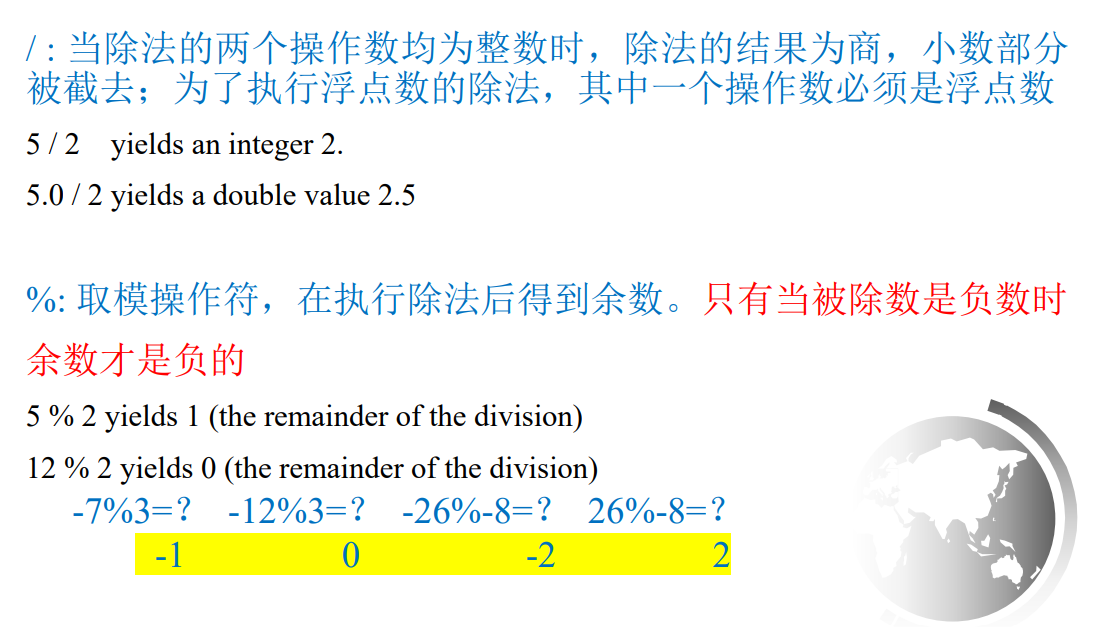 / : 当除法的两个操作数均为整数时，除法的结果为商，小数部分
被截去；为了执行浮点数的除法，其中一个操作数必须是浮点数
5 / 2 yields an integer 2.
5.0 / 2 yields a double value 2.5
%: 取模操作符，在执行除法后得到余数。只有当被除数是负数时
余数才是负的
5 % 2 yields 1 (the remainder of the division)
12 % 2 yields 0 (the remainder of the division)
-7%3=？ -12%3=？ -26%-8=？ 26%-8=？
-1 0 -2 2